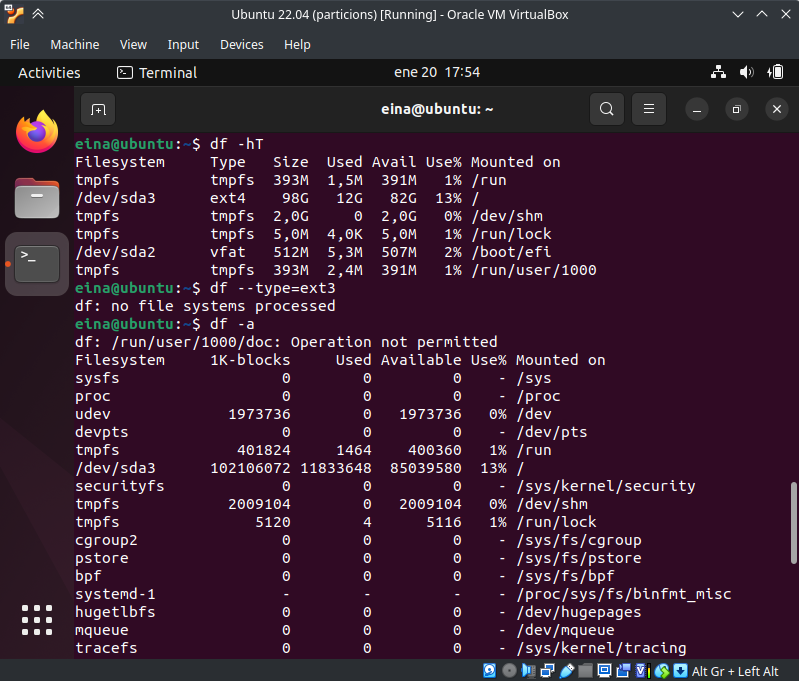 Ubuntu 22.04 (particions) [Running] - Oracle VM VirtualBox
File Machine View Input Devices Help
Activities Terminal ene 20 17:54
eina@ubuntu: ~
eina@ubuntu:~$ df -hT
Filesystem     Type   Size  Used Avail Use% Mounted on
tmpfs          tmpfs  393M  1,5M  391M   1% /run
/dev/sda3      ext4    98G   12G   82G  13% /
tmpfs          tmpfs  2,0G     0  2,0G   0% /dev/shm
tmpfs          tmpfs  5,0M  4,0K  5,0M   1% /run/lock
/dev/sda2      vfat   512M  5,3M  507M   2% /boot/efi
tmpfs          tmpfs  393M  2,4M  391M   1% /run/user/1000
eina@ubuntu:~$ df --type=ext3
df: no file systems processed
eina@ubuntu:~$ df -a
df: /run/user/1000/doc: Operation not permitted
Filesystem     1K-blocks     Used Available Use% Mounted on
sysfs                  0        0         0    - /sys
proc                   0        0         0    - /proc
udev             1973736        0   1973736   0% /dev
devpts                 0        0         0    - /dev/pts
tmpfs             401824     1464    400360   1% /run
/dev/sda3      102106072 11833648  85039580  13% /
securityfs             0        0         0    - /sys/kernel/security
tmpfs            2009104        0   2009104   0% /dev/shm
tmpfs               5120        4      5116   1% /run/lock
cgroup2                0        0         0    - /sys/fs/cgroup
pstore                 0        0         0    - /sys/fs/pstore
bpf                    0        0         0    - /sys/fs/bpf
systemd-1              -        -         -    - /proc/sys/fs/binfmt_misc
hugetlbfs              0        0         0    - /dev/hugepages
mqueue                 0        0         0    - /dev/mqueue
tracefs                0        0         0    - /sys/kernel/tracing
Alt Gr + Left Alt